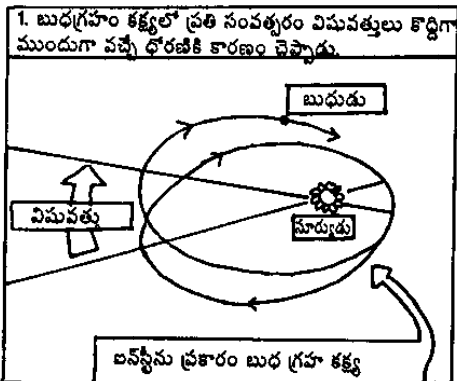 1. బుధగ్రహం కక్ష్యలో ప్రతి సంవత్సరం విషువత్తులు కొద్దిగా
ముందుగా వచ్చే ధోరణికి కారణం చెప్పాడు.
బుధుడు
విషువత్తు
సూర్యుడు
ఐన్‌స్టీను ప్రకారం బుధ గ్రహ కక్ష్య